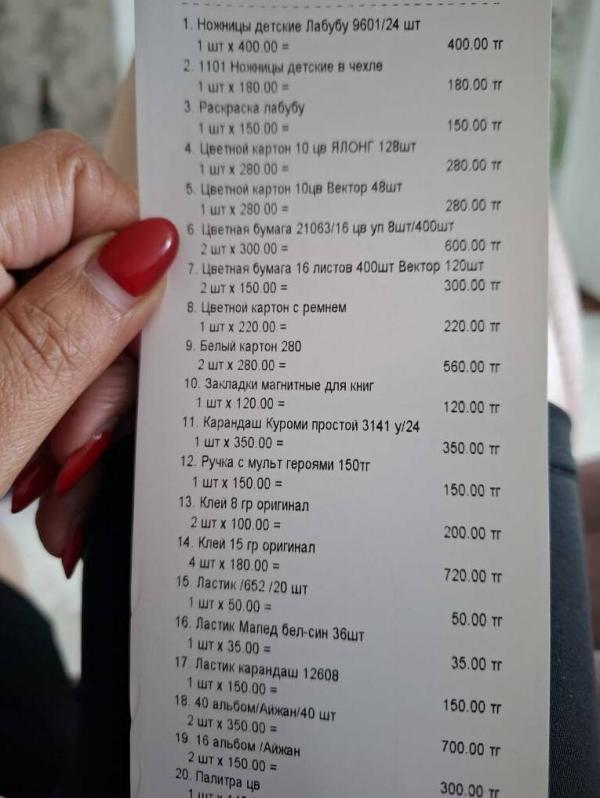 1. Ножницы детские Лабубу 9601/24 шт
1 шт х 400.00 = 400.00 тг
2. 1101 Ножницы детские в чехле
1 шт х 180.00 = 180.00 тг
3. Раскраска лабубу
1 шт х 150.00 = 150.00 тг
4. Цветной картон 10 цв ЯЛОНГ 128шт
1 шт х 280.00 = 280.00 тг
5. Цветной картон 10цв Вектор 48шт
1 шт х 280.00 = 280.00 тг
6. Цветная бумага 21063/16 цв уп 8шт/400шт
2 шт х 300.00 = 600.00 тг
7. Цветная бумага 16 листов 400шт Вектор 120шт
2 шт х 150.00 = 300.00 тг
8. Цветной картон с ремнем
1 шт х 220.00 = 220.00 тг
9. Белый картон 280
2 шт х 280.00 = 560.00 тг
10. Закладки магнитные для книг
1 шт х 120.00 = 120.00 тг
11. Карандаш Куроми простой 3141 у/24
1 шт х 350.00 = 350.00 тг
12. Ручка с мульт героями 150тг
1 шт х 150.00 = 150.00 тг
13. Клей 8 гр оригинал
2 шт х 100.00 = 200.00 тг
14. Клей 15 гр оригинал
4 шт х 180.00 = 720.00 тг
15. Ластик /652 /20 шт
1 шт х 50.00 = 50.00 тг
16. Ластик Мапед бел-син 36шт
1 шт х 35.00 = 35.00 тг
17. Ластик карандаш 12608
1 шт х 150.00 = 150.00 тг
18. 40 альбом/Айжан/40 шт
2 шт х 350.00 = 700.00 тг
19. 16 альбом /Айжан
2 шт х 150.00 = 300.00 тг
20. Палитра цв